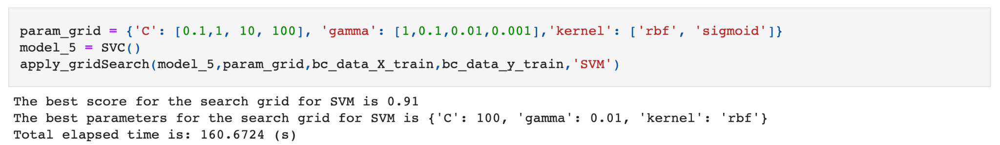 param_grid = {'C': [0.1,1, 10, 100], 'gamma': [1,0.1,0.01,0.001],'kernel': ['rbf', 'sigmoid']}
model_5 = SVC()
apply_gridSearch(model_5,param_grid,bc_data_X_train,bc_data_y_train,'SVM')
The best score for the search grid for SVM is 0.91
The best parameters for the search grid for SVM is {'C': 100, 'gamma': 0.01, 'kernel': 'rbf'}
Total elapsed time is: 160.6724 (s)